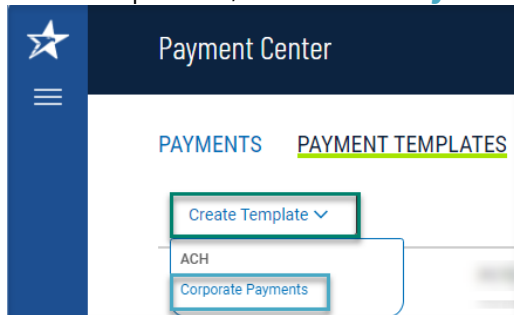 Payment Center
PAYMENTS PAYMENT TEMPLATES
Create Template
ACH
Corporate Payments